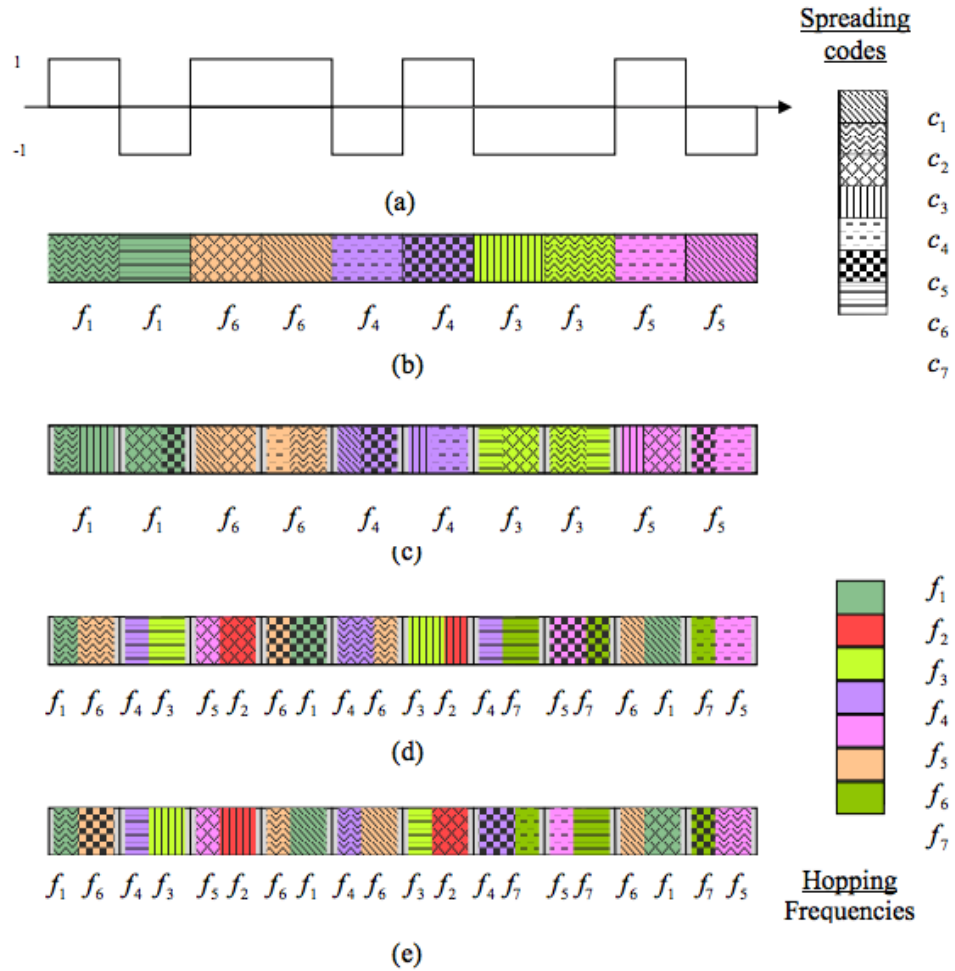 Spreading
codes
1
-1
(a)
c1
c2
c3
c4
c5
c6
c7
f1 f1 f6 f6 f4 f4 f3 f3 f5 f5
(b)
f1 f1 f6 f6 f4 f4 f3 f3 f5 f5
(c)
f1 f6 f4 f3 f5 f2 f6 f1 f4 f6 f3 f2 f4 f7 f5 f7 f6 f1 f7 f5
(d)
f1 f6 f4 f3 f5 f2 f6 f1 f4 f6 f3 f2 f4 f7 f5 f7 f6 f1 f7 f5
(e)
f1
f2
f3
f4
f5
f6
f7
Hopping
Frequencies